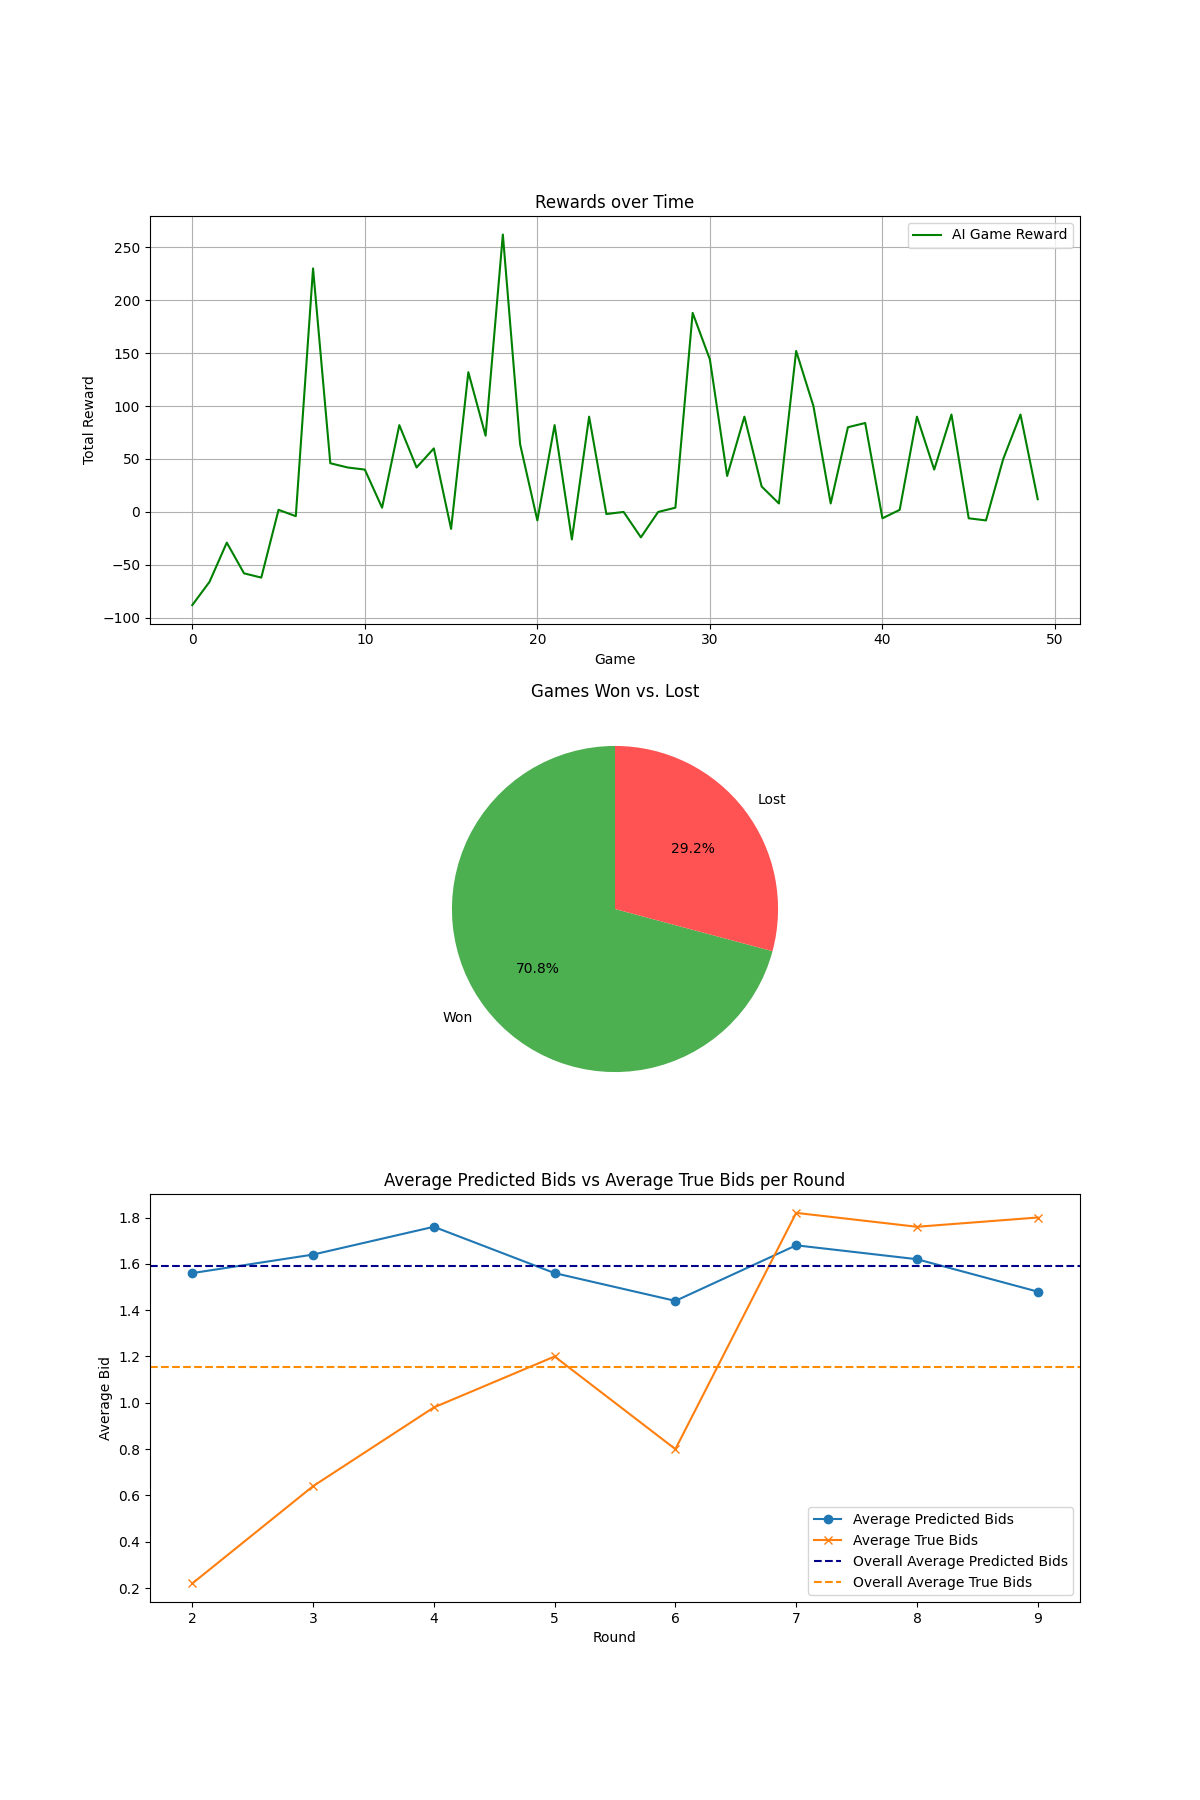 Rewards over Time
AI Game Reward
250
200
150
100
50
0
−50
−100
Total Reward
0 10 20 30 40 50
Game
Games Won vs. Lost
Lost
29.2%
70.8%
Won
Average Predicted Bids vs Average True Bids per Round
1.8
1.6
1.4
1.2
1.0
0.8
0.6
0.4
0.2
Average Bid
Average Predicted Bids
Average True Bids
Overall Average Predicted Bids
Overall Average True Bids
2 3 4 5 6 7 8 9
Round